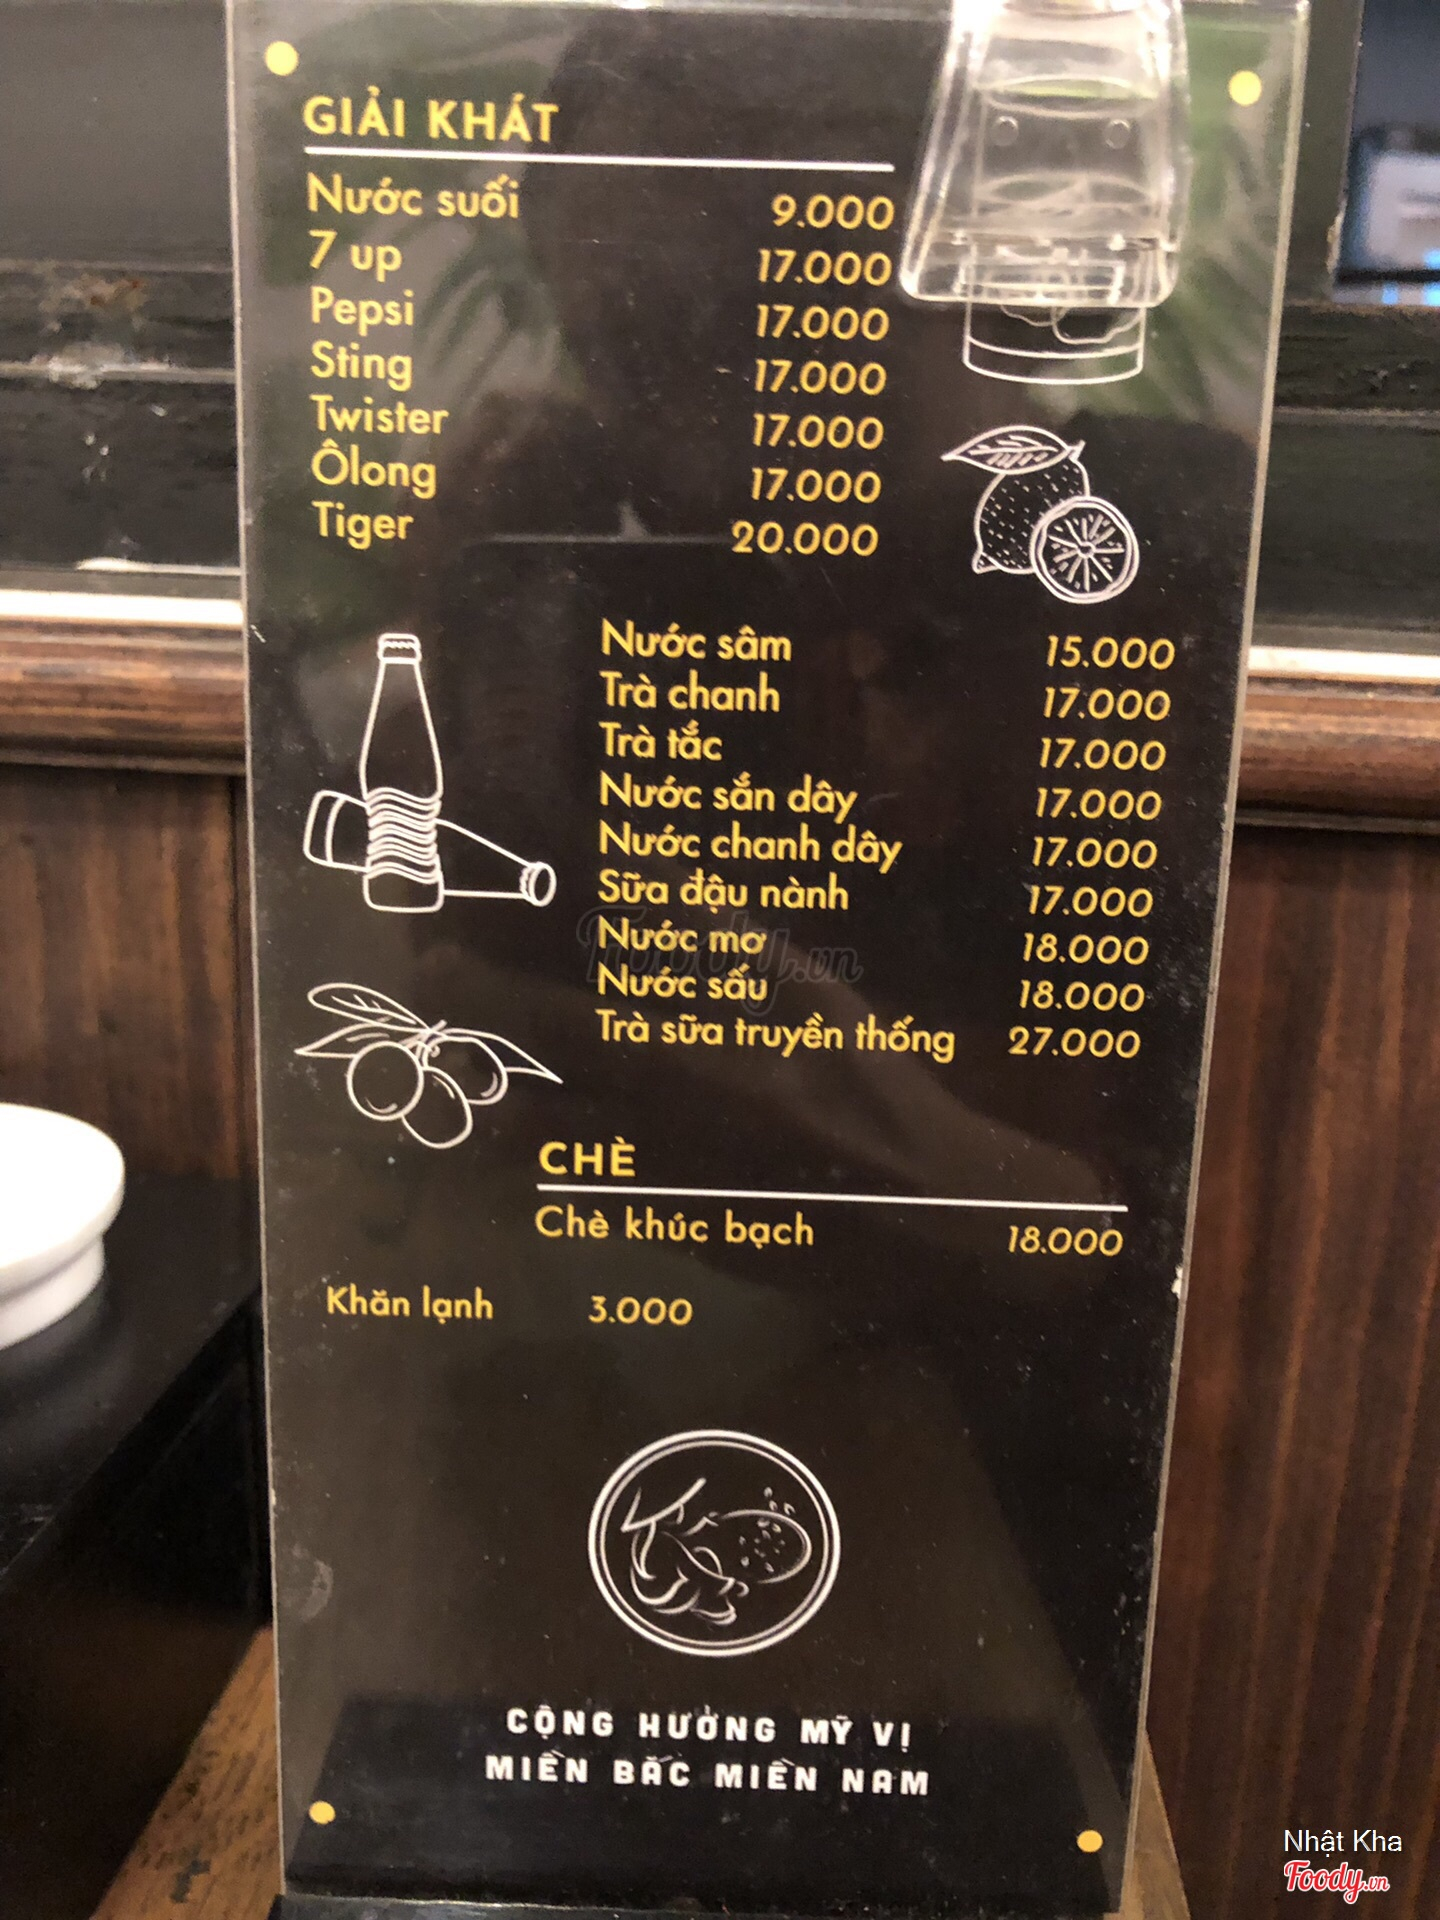 GIẢI KHÁT
Nước suối 9.000
7 up 17.000
Pepsi 17.000
Sting 17.000
Twister 17.000
Ôlong 17.000
Tiger 20.000
Nước sâm 15.000
Trà chanh 17.000
Trà tắc 17.000
Nước sắn dây 17.000
Nước chanh dây 17.000
Sữa đậu nành 17.000
Nước mơ 18.000
Nước sấu 18.000
Trà sữa truyền thống 27.000
Foody.vn
CHÈ
Chè khúc bạch 18.000
Khăn lạnh 3.000
CỘNG HƯỞNG MỸ VỊ
MIỀN BẮC MIỀN NAM
Nhật Kha
Foody.vn